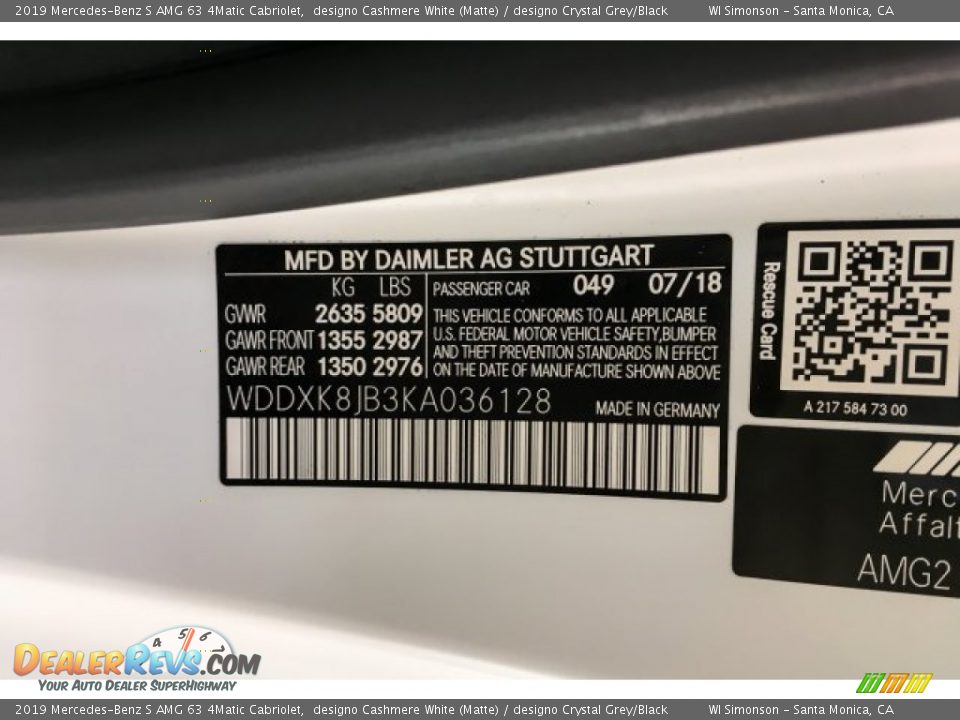 2019 Mercedes-Benz S AMG 63 4Matic Cabriolet, designo Cashmere White (Matte) / designo Crystal Grey/Black WI Simonson - Santa Monica, CA
MFD BY DAIMLER AG STUTTGART
KG LBS
GVWR 2635 5809
GAWR FRONT 1355 2987
GAWR REAR 1350 2976
PASSENGER CAR 049 07/18
THIS VEHICLE CONFORMS TO ALL APPLICABLE
U.S. FEDERAL MOTOR VEHICLE SAFETY,BUMPER
AND THEFT PREVENTION STANDARDS IN EFFECT
ON THE DATE OF MANUFACTURE SHOWN ABOVE
WDDXK8JB3KA036128 MADE IN GERMANY
Rescue Card
A 217 584 73 00
Merc
Affalt
AMG2
4 5 6 7
DEALERREVS.COM
YOUR AUTO DEALER SUPERHIGHWAY
2019 Mercedes-Benz S AMG 63 4Matic Cabriolet, designo Cashmere White (Matte) / designo Crystal Grey/Black WI Simonson - Santa Monica, CA